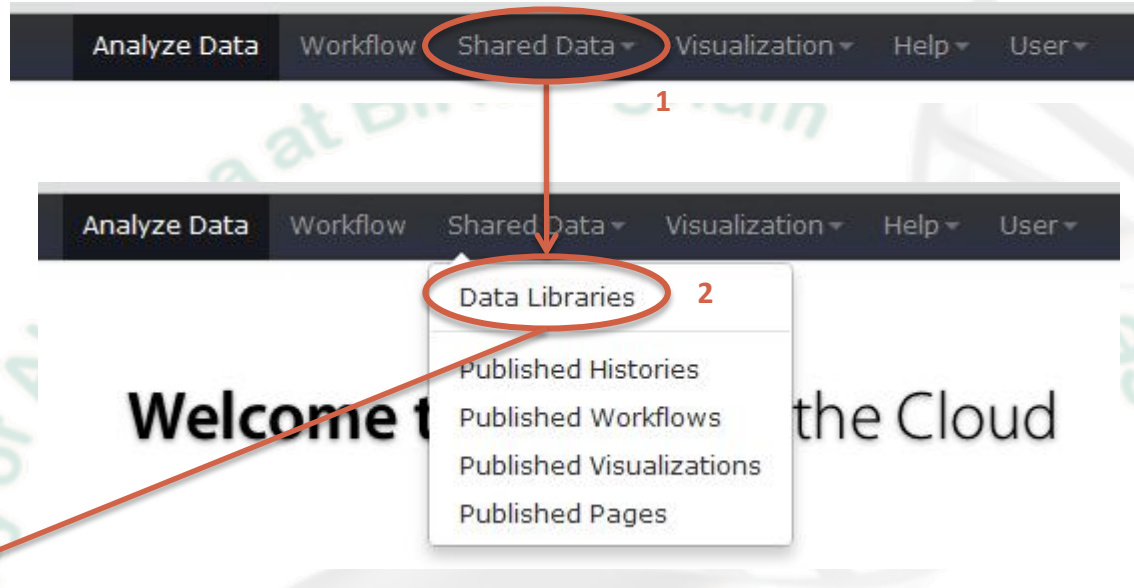 Analyze Data Workflow Shared Data Visualization Help User
1
at
Analyze Data Workflow Shared Data Visualization Help User
Data Libraries 2
Published Histories
Welcome the Cloud
Published Workflows
Published Visualizations
Published Pages